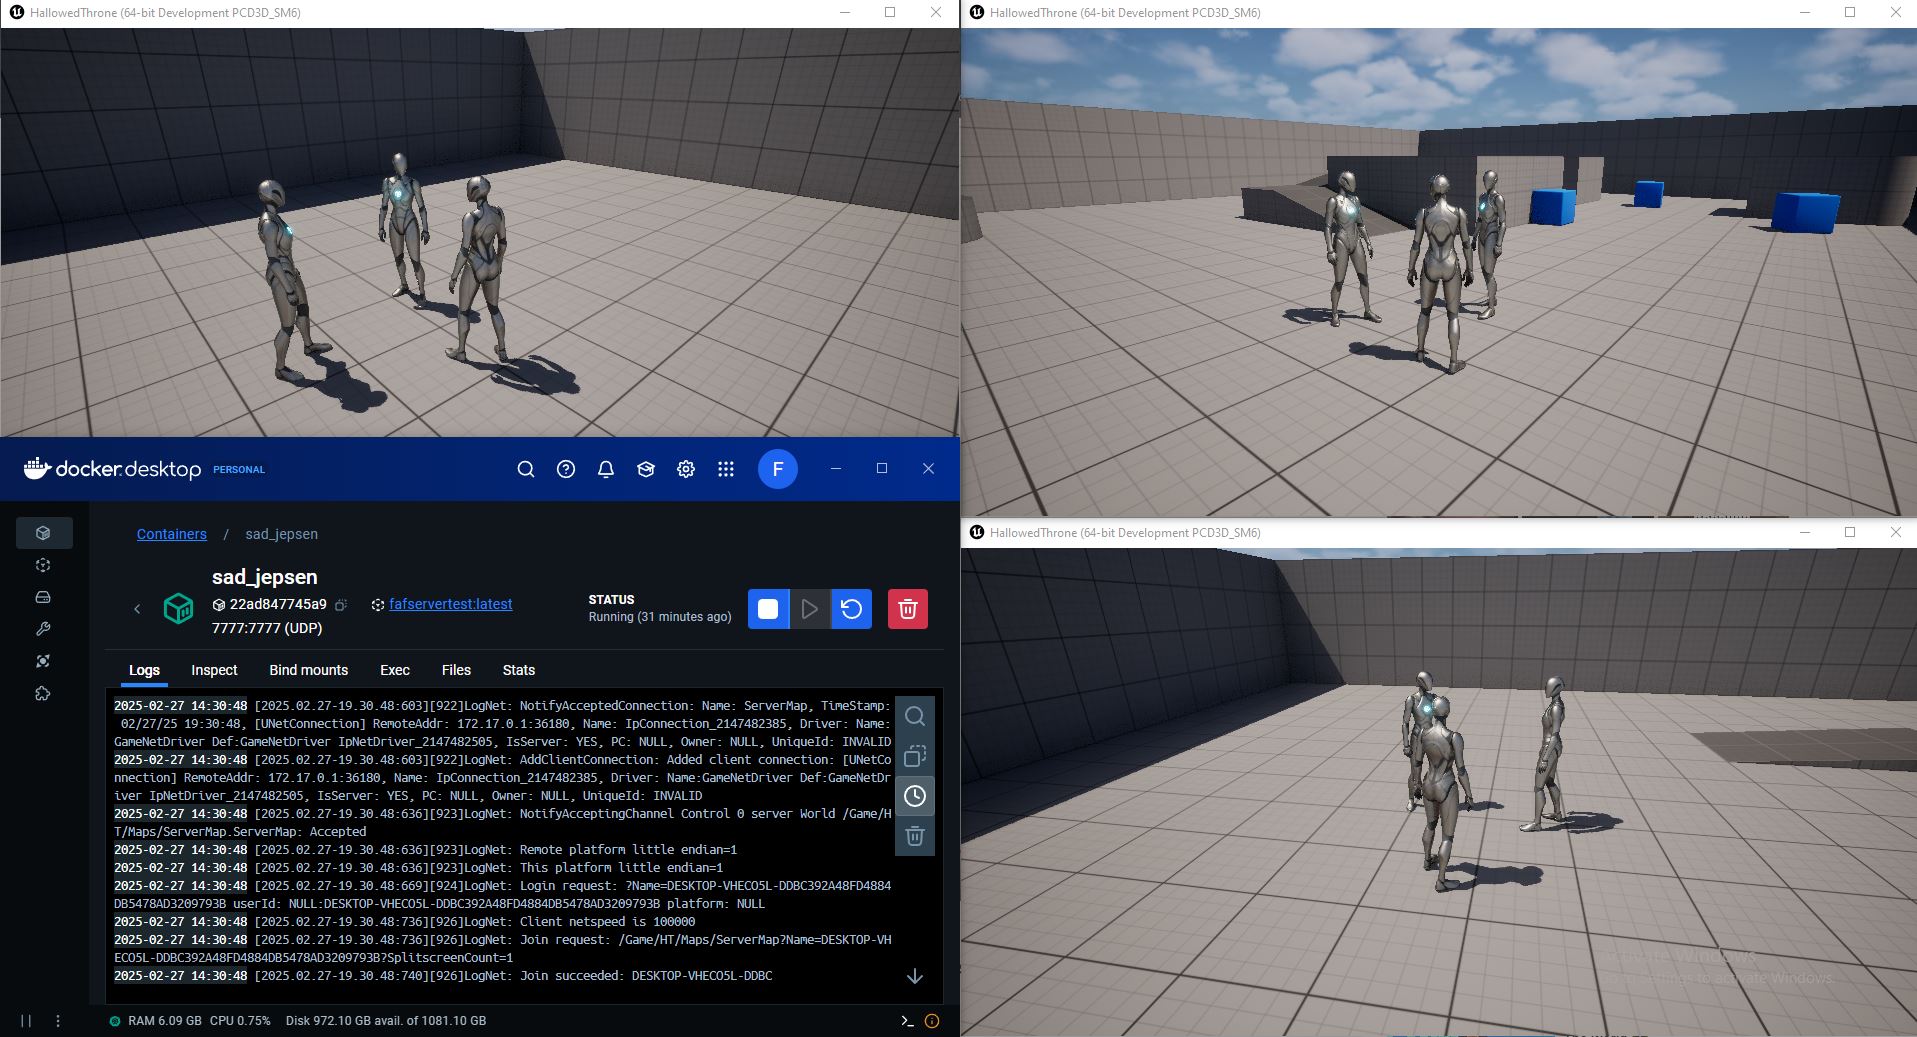 HallowedThrone (64-bit Development PCD3D_SM6)
HallowedThrone (64-bit Development PCD3D_SM6)
docker.desktop PERSONAL
F
Containers / sad_jepsen
sad_jepsen
22ad847745a9 fafservertest:latest
7777:7777 (UDP)
STATUS
Running (31 minutes ago)
Logs Inspect Bind mounts Exec Files Stats
2025-02-27 14:30:48 [2025.02.27-19.30.48:603][922]LogNet: NotifyAcceptedConnection: Name: ServerMap, TimeStamp:
02/27/25 19:30:48, [UNetConnection] RemoteAddr: 172.17.0.1:36180, Name: IpConnection_2147482385, Driver: Name:
GameNetDriver Def:GameNetDriver IpNetDriver_2147482505, IsServer: YES, PC: NULL, Owner: NULL, UniqueId: INVALID
2025-02-27 14:30:48 [2025.02.27-19.30.48:603][922]LogNet: AddClientConnection: Added client connection: [UNetCo
nnection] RemoteAddr: 172.17.0.1:36180, Name: IpConnection_2147482385, Driver: Name:GameNetDriver Def:GameNetDr
iver IpNetDriver_2147482505, IsServer: YES, PC: NULL, Owner: NULL, UniqueId: INVALID
2025-02-27 14:30:48 [2025.02.27-19.30.48:636][923]LogNet: NotifyAcceptingChannel Control 0 server World /Game/H
T/Maps/ServerMap.ServerMap: Accepted
2025-02-27 14:30:48 [2025.02.27-19.30.48:636][923]LogNet: Remote platform little endian=1
2025-02-27 14:30:48 [2025.02.27-19.30.48:636][923]LogNet: This platform little endian=1
2025-02-27 14:30:48 [2025.02.27-19.30.48:669][924]LogNet: Login request: ?Name=DESKTOP-VHECO5L-DDBC392A48FD4884
DB5478AD3209793B userId: NULL:DESKTOP-VHECO5L-DDBC392A48FD4884DB5478AD3209793B platform: NULL
2025-02-27 14:30:48 [2025.02.27-19.30.48:736][926]LogNet: Client netspeed is 100000
2025-02-27 14:30:48 [2025.02.27-19.30.48:736][926]LogNet: Join request: /Game/HT/Maps/ServerMap?Name=DESKTOP-VH
ECO5L-DDBC392A48FD4884DB5478AD3209793B?SplitscreenCount=1
2025-02-27 14:30:48 [2025.02.27-19.30.48:740][926]LogNet: Join succeeded: DESKTOP-VHECO5L-DDBC
RAM 6.09 GB CPU 0.75% Disk 972.10 GB avail. of 1081.10 GB
HallowedThrone (64-bit Development PCD3D_SM6)
Activate Windows
settings to activate Windows.